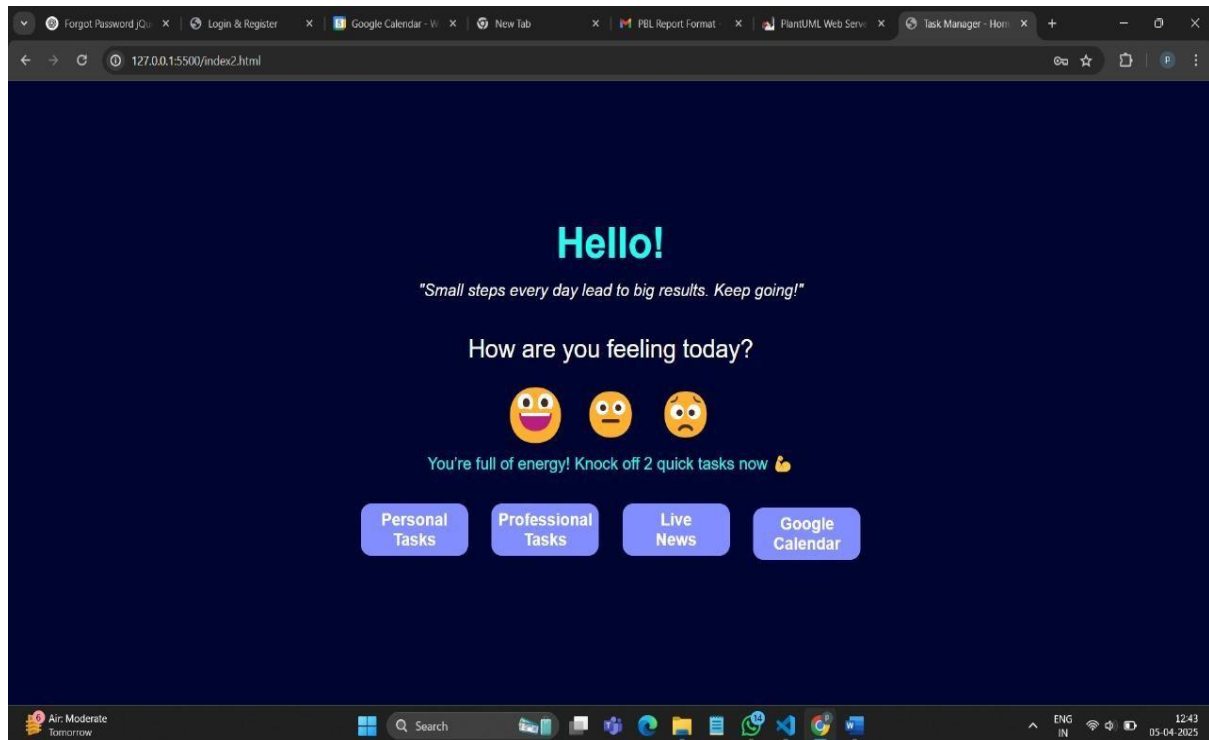 Forgot Password jQu
Login & Register
Google Calendar - W
New Tab
PBL Report Format -
PlantUML Web Serve
Task Manager - Hom
127.0.0.1:5500/index2.html
P
Hello!
"Small steps every day lead to big results. Keep going!"
How are you feeling today?
You're full of energy! Knock off 2 quick tasks now 💪
Personal
Tasks
Professional
Tasks
Live
News
Google
Calendar
6
Air: Moderate
Tomorrow
Search
ENG
IN
12:43
05-04-2025